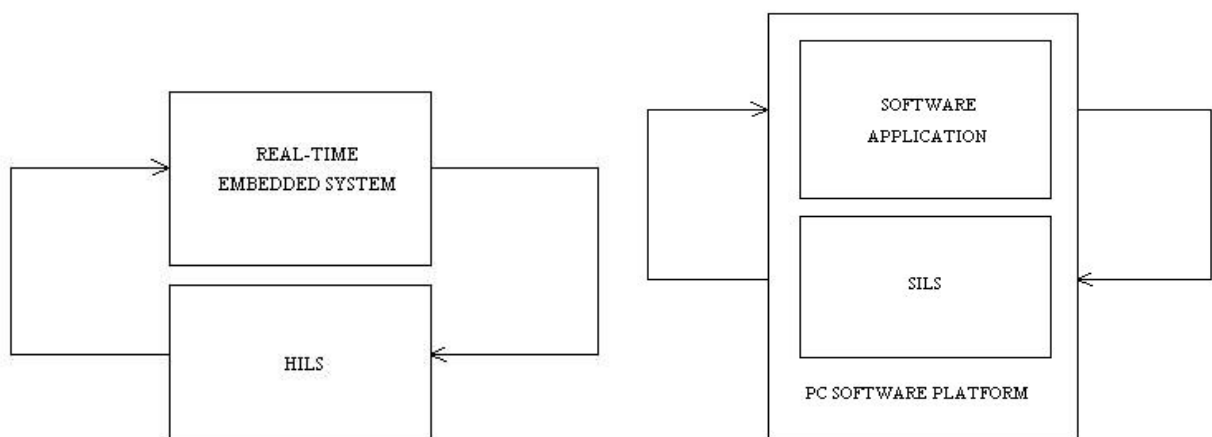 REAL-TIME
EMBEDDED SYSTEM
HILS
SOFTWARE
APPLICATION
SILS
PC SOFTWARE PLATFORM